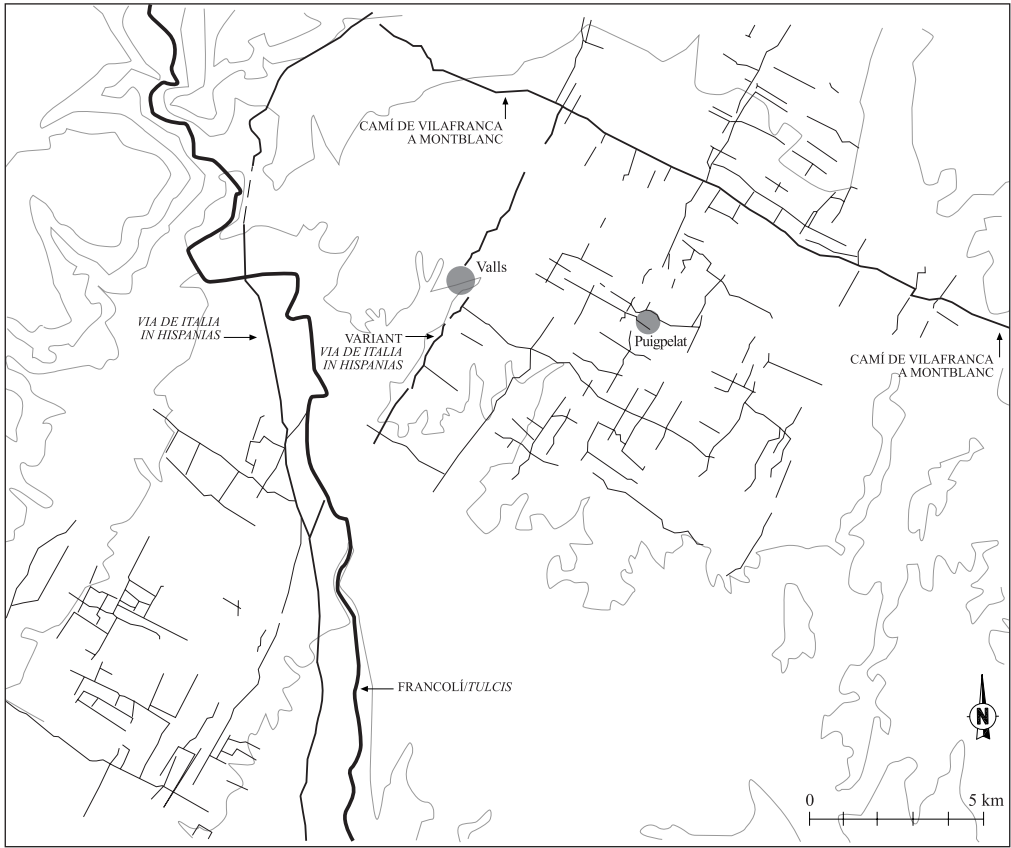 CAMÍ DE VILAFRANCA
A MONTBLANC
Valls
VIA DE ITALIA
IN HISPANIAS
VARIANT
VIA DE ITALIA
IN HISPANIAS
Puigpelat
CAMÍ DE VILAFRANCA
A MONTBLANC
FRANCOLÍ/TULCIS
N
0 5 km